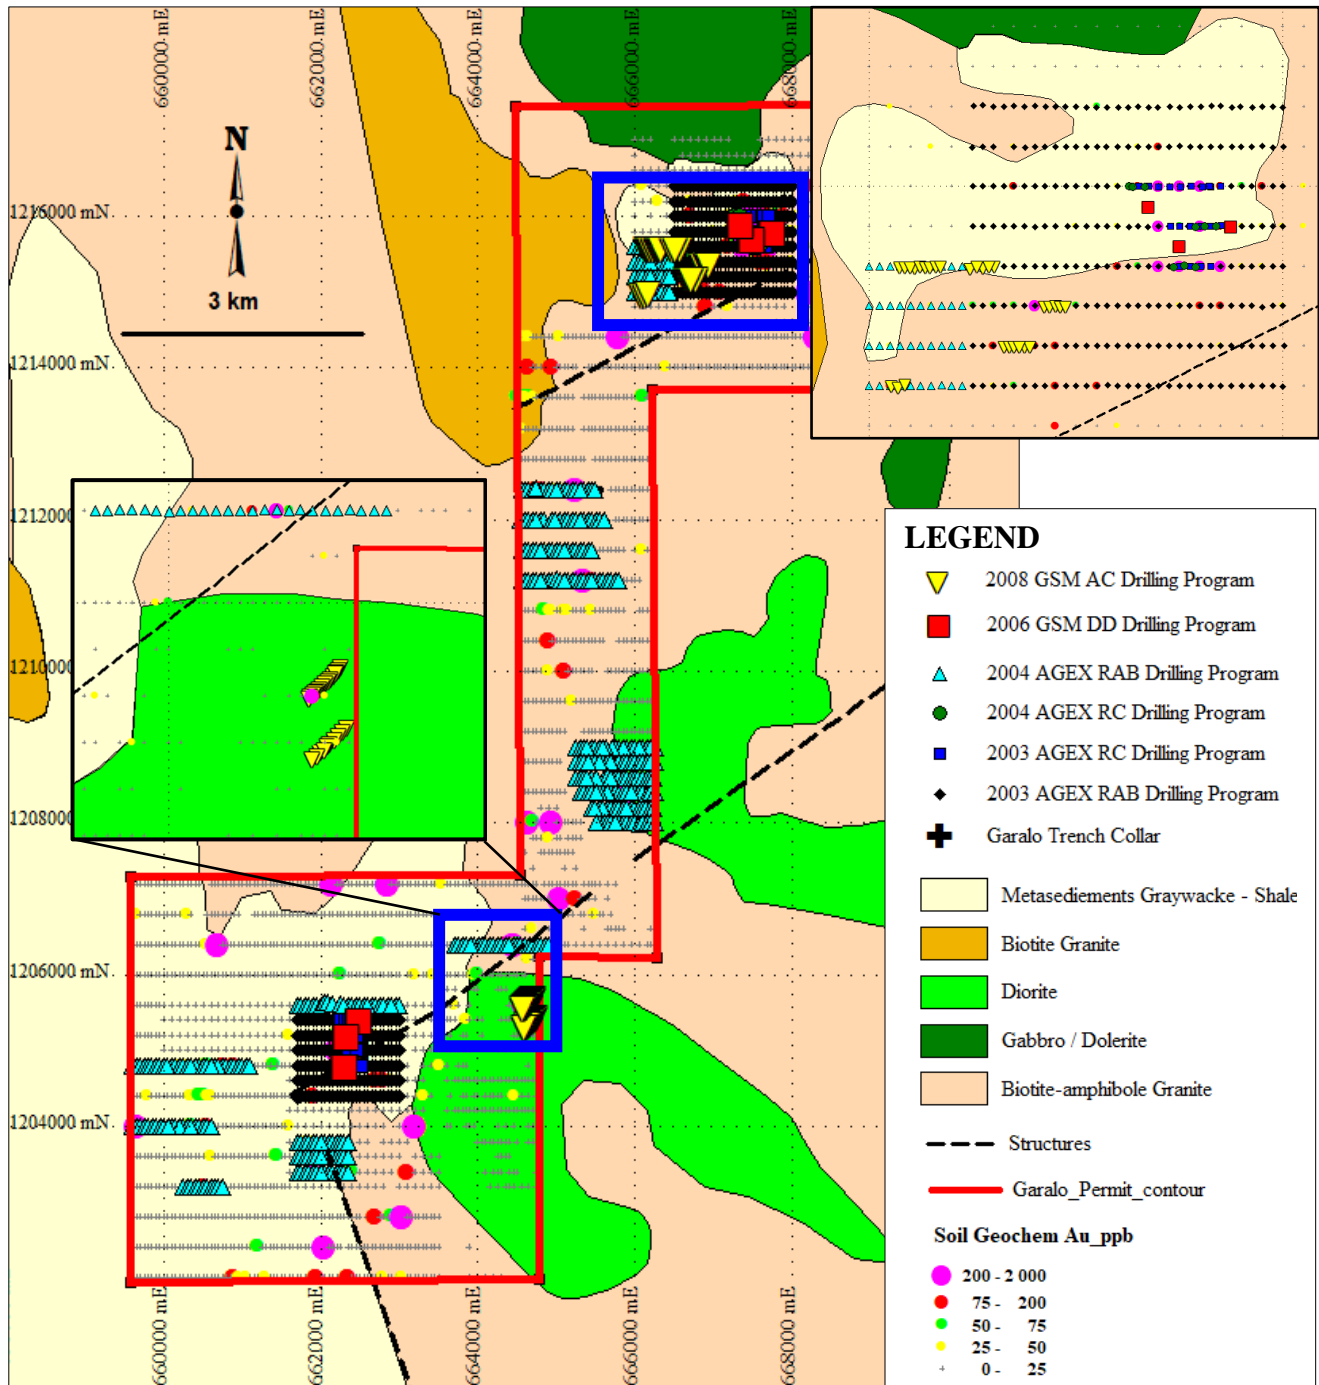 660000 mE
662000 mE
664000 mE
666000 mE
668000 mE
N
3 km
1216000 mN
1214000 mN
1212000
1210000
1208000
1206000 mN
1204000 mN
660000 mE
662000 mE
664000 mE
666000 mE
668000 mE
LEGEND
2008 GSM AC Drilling Program
2006 GSM DD Drilling Program
2004 AGEX RAB Drilling Program
2004 AGEX RC Drilling Program
2003 AGEX RC Drilling Program
2003 AGEX RAB Drilling Program
Garalo Trench Collar
Metasediements Graywacke - Shale
Biotite Granite
Diorite
Gabbro / Dolerite
Biotite-amphibole Granite
Structures
Garalo_Permit_contour
Soil Geochem Au_ppb
200 - 2 000
75 - 200
50 - 75
25 - 50
0 - 25